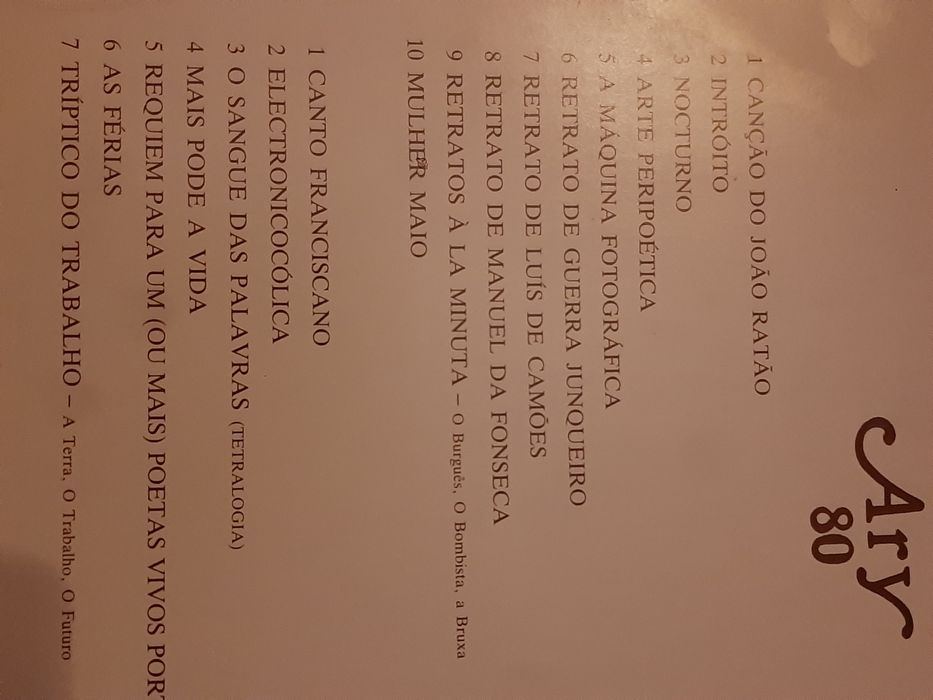 Ary
80
1 CANÇÃO DO JOÃO RATÃO
2 INTRÓITO
3 NOCTURNO
4 ARTE PERIPOÉTICA
5 A MÁQUINA FOTOGRÁFICA
6 RETRATO DE GUERRA JUNQUEIRO
7 RETRATO DE LUÍS DE CAMÕES
8 RETRATO DE MANUEL DA FONSECA
9 RETRATOS À LA MINUTA – O Burguês, O Bombista, a Bruxa
10 MULHER MAIO
1 CANTO FRANCISCANO
2 ELECTRONICOCÓLICA
3 O SANGUE DAS PALAVRAS (TETRALOGIA)
4 MAIS PODE A VIDA
5 REQUIEM PARA UM (OU MAIS) POETAS VIVOS
6 AS FÉRIAS
7 TRÍPTICO DO TRABALHO – A Terra, O Trabalho, O Futuro